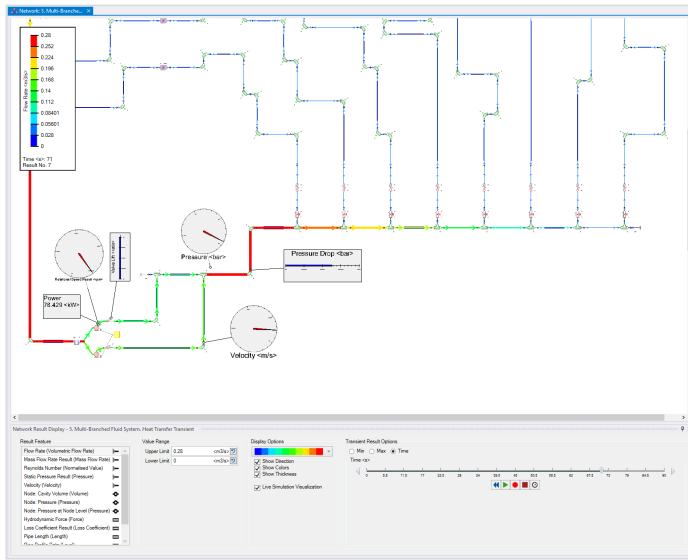 Network: 5. Multi-Branche... ×
0.28
0.252
0.224
0.196
0.168
0.14
0.112
0.08401
0.05601
0.028
0
Flow Rate <m3/s>
Time <s>: 71
Result No. 7
Pressure <bar>
Pressure Drop <bar>
Power
76.429 <kW>
Velocity <m/s>
Network Result Display - 5. Multi-Branched Fluid System. Heat Transfer Transient
Result Feature
Flow Rate (Volumetric Flow Rate)
Mass Flow Rate Result (Mass Flow Rate)
Reynolds Number (Normalised Value)
Static Pressure Result (Pressure)
Velocity (Velocity)
Node: Cavity Volume (Volume)
Node: Pressure (Pressure)
Node: Pressure at Node Level (Pressure)
Hydrodynamic Force (Force)
Loss Coefficient Result (Loss Coefficient)
Pipe Length (Length)
Value Range
Upper Limit 0.28 <m3/s>
Lower Limit 0 <m3/s>
Display Options
Show Direction
Show Colors
Show Thickness
Live Simulation Visualization
Transient Result Options
Min Max Time
Time <s>